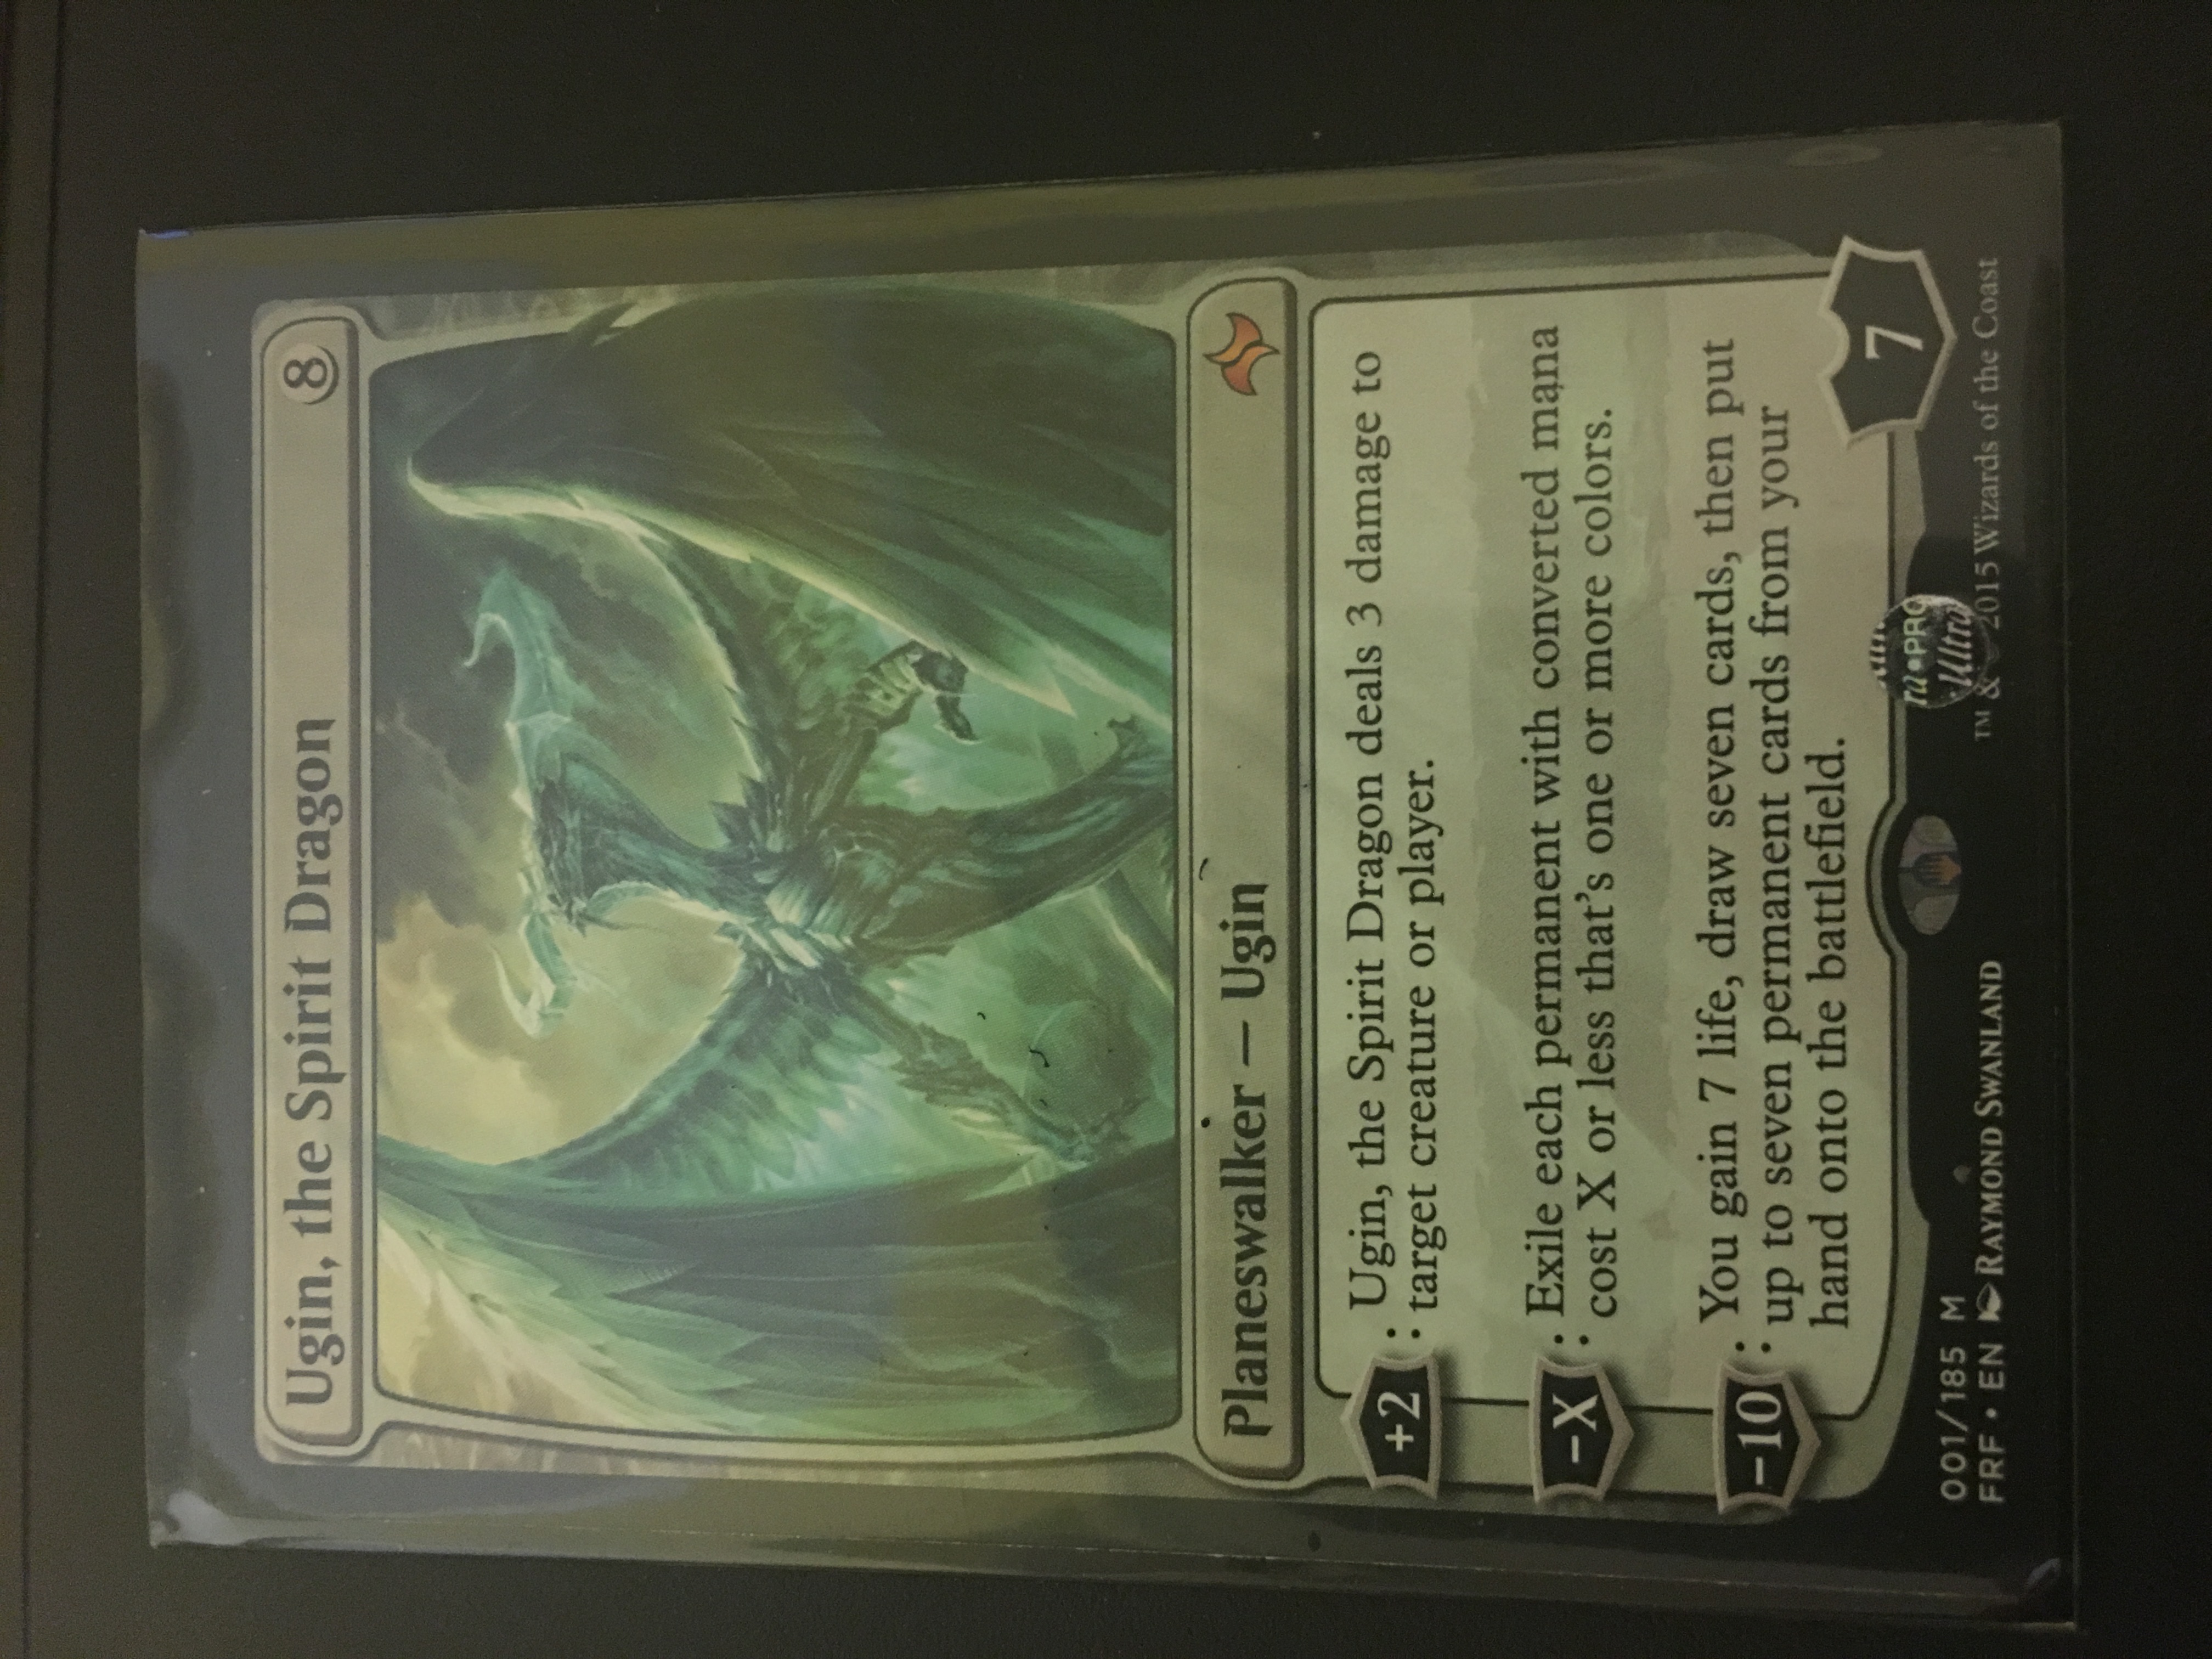 Ugin, the Spirit Dragon 8
Planeswalker — Ugin
+2 : Ugin, the Spirit Dragon deals 3 damage to
target creature or player.
−X : Exile each permanent with converted mana
cost X or less that's one or more colors.
−10 : You gain 7 life, draw seven cards, then put
up to seven permanent cards from your
hand onto the battlefield.
7
ra•PRO
Ultra
001/185 M
FRF • EN RAYMOND SWANLAND
™ & 2015 Wizards of the Coast